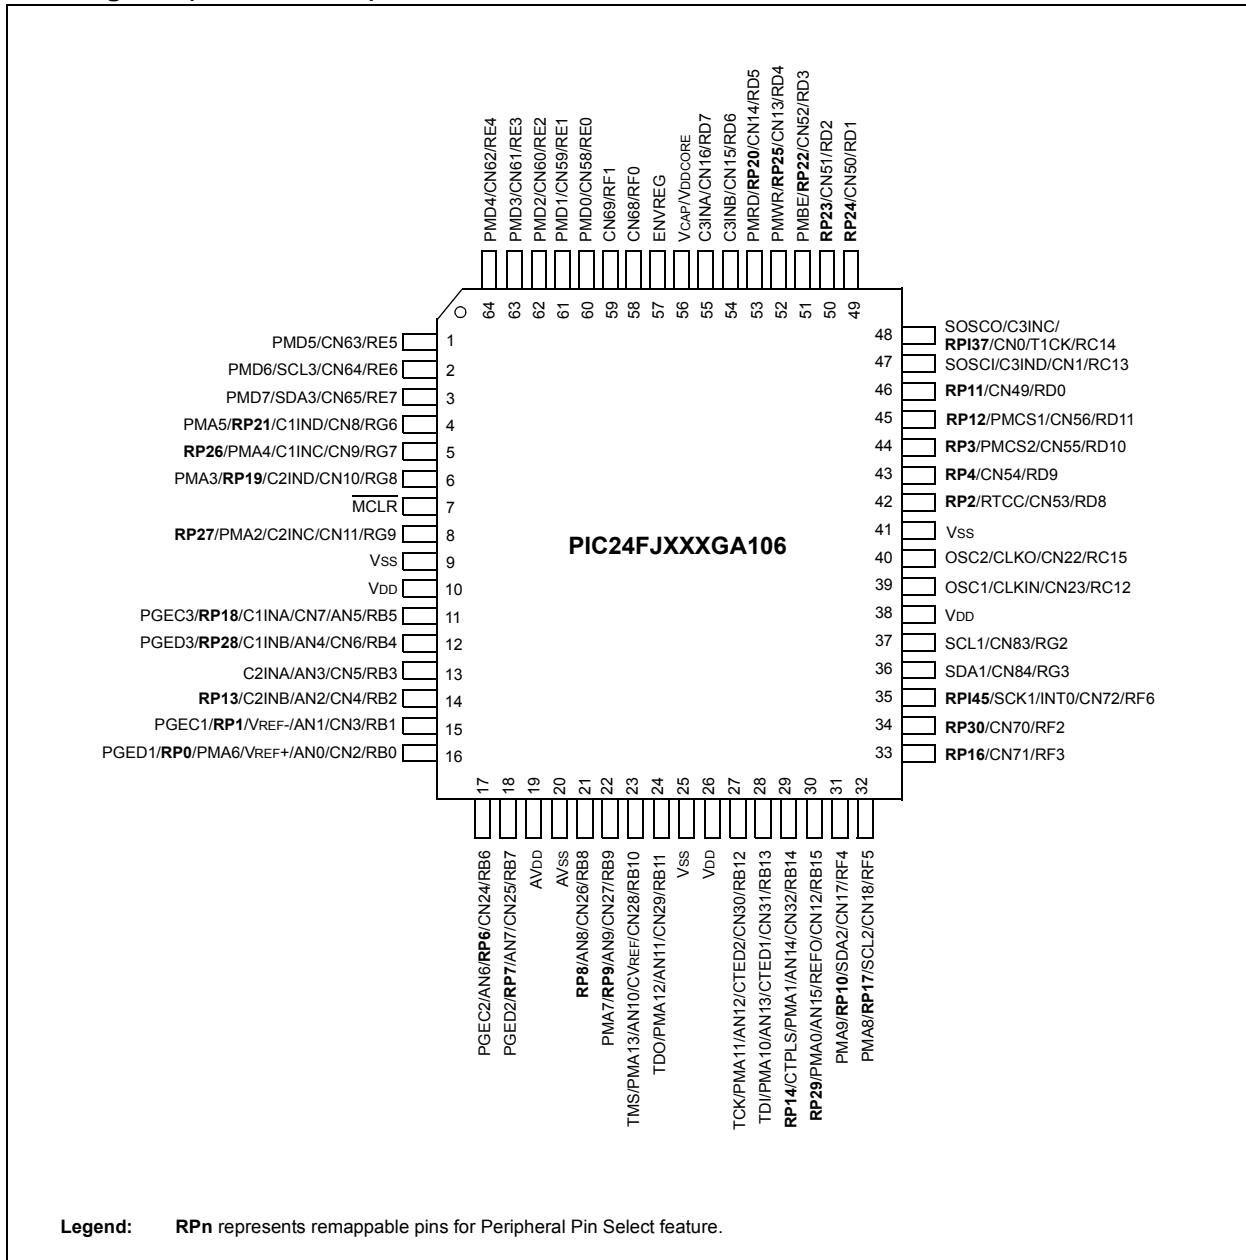 PMD4/CN62/RE4
PMD3/CN61/RE3
PMD2/CN60/RE2
PMD1/CN59/RE1
PMD0/CN58/RE0
CN69/RF1
CN68/RF0
ENVREG
VCAP/VDDCORE
C3INA/CN16/RD7
C3INB/CN15/RD6
PMRD/RP20/CN14/RD5
PMWR/RP25/CN13/RD4
PMBE/RP22/CN52/RD3
RP23/CN51/RD2
RP24/CN50/RD1
64 63 62 61 60 59 58 57 56 55 54 53 52 51 50 49
PMD5/CN63/RE5 1
PMD6/SCL3/CN64/RE6 2
PMD7/SDA3/CN65/RE7 3
PMA5/RP21/C1IND/CN8/RG6 4
RP26/PMA4/C1INC/CN9/RG7 5
PMA3/RP19/C2IND/CN10/RG8 6
MCLR 7
RP27/PMA2/C2INC/CN11/RG9 8
VSS 9
VDD 10
PGEC3/RP18/C1INA/CN7/AN5/RB5 11
PGED3/RP28/C1INB/AN4/CN6/RB4 12
C2INA/AN3/CN5/RB3 13
RP13/C2INB/AN2/CN4/RB2 14
PGEC1/RP1/VREF-/AN1/CN3/RB1 15
PGED1/RP0/PMA6/VREF+/AN0/CN2/RB0 16
PIC24FJXXXGA106
48 SOSCO/C3INC/
RPI37/CN0/T1CK/RC14
47 SOSCI/C3IND/CN1/RC13
46 RP11/CN49/RD0
45 RP12/PMCS1/CN56/RD11
44 RP3/PMCS2/CN55/RD10
43 RP4/CN54/RD9
42 RP2/RTCC/CN53/RD8
41 VSS
40 OSC2/CLKO/CN22/RC15
39 OSC1/CLKIN/CN23/RC12
38 VDD
37 SCL1/CN83/RG2
36 SDA1/CN84/RG3
35 RPI45/SCK1/INT0/CN72/RF6
34 RP30/CN70/RF2
33 RP16/CN71/RF3
17 18 19 20 21 22 23 24 25 26 27 28 29 30 31 32
PGEC2/AN6/RP6/CN24/RB6
PGED2/RP7/AN7/CN25/RB7
AVDD
AVSS
RP8/AN8/CN26/RB8
PMA7/RP9/AN9/CN27/RB9
TMS/PMA13/AN10/CVREF/CN28/RB10
TDO/PMA12/AN11/CN29/RB11
VSS
VDD
TCK/PMA11/AN12/CTED2/CN30/RB12
TDI/PMA10/AN13/CTED1/CN31/RB13
RP14/CTPLS/PMA1/AN14/CN32/RB14
RP29/PMA0/AN15/REFO/CN12/RB15
PMA9/RP10/SDA2/CN17/RF4
PMA8/RP17/SCL2/CN18/RF5
Legend: RPn represents remappable pins for Peripheral Pin Select feature.